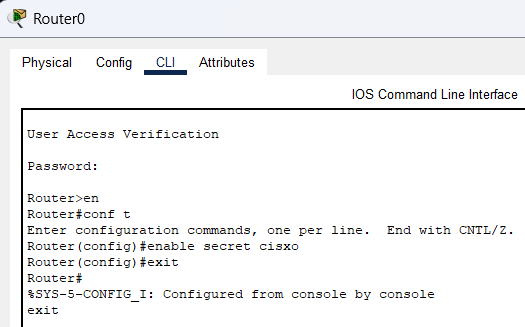 Router0
Physical Config CLI Attributes
IOS Command Line Interface
User Access Verification
Password:
Router>en
Router#conf t
Enter configuration commands, one per line.  End with CNTL/Z.
Router(config)#enable secret cisxo
Router(config)#exit
Router#
%SYS-5-CONFIG_I: Configured from console by console
exit